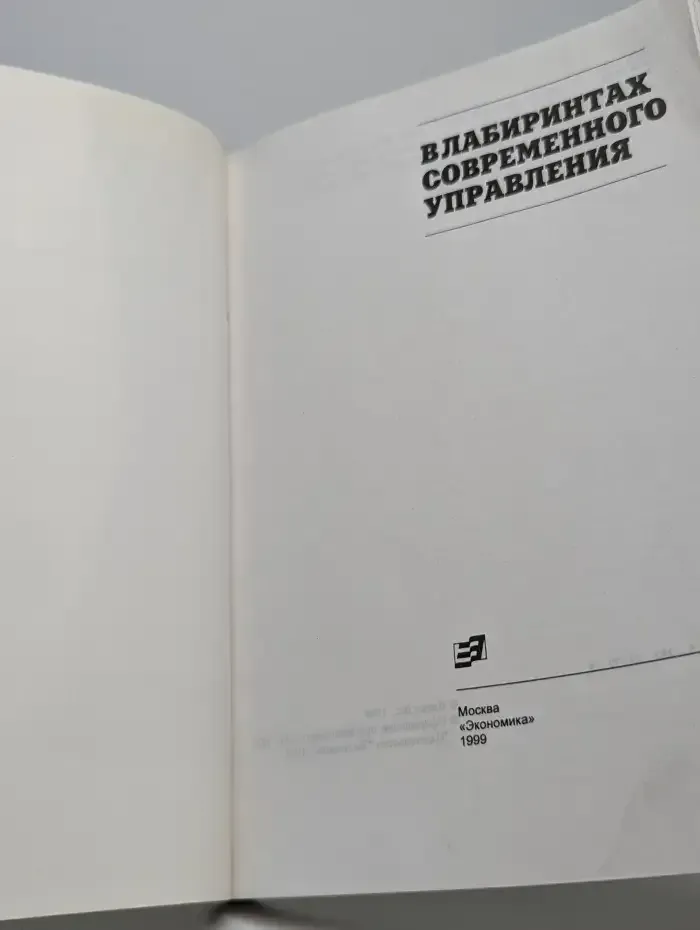 В ЛАБИРИНТАХ
СОВРЕМЕННОГО
УПРАВЛЕНИЯ
Москва
«Экономика»
1999